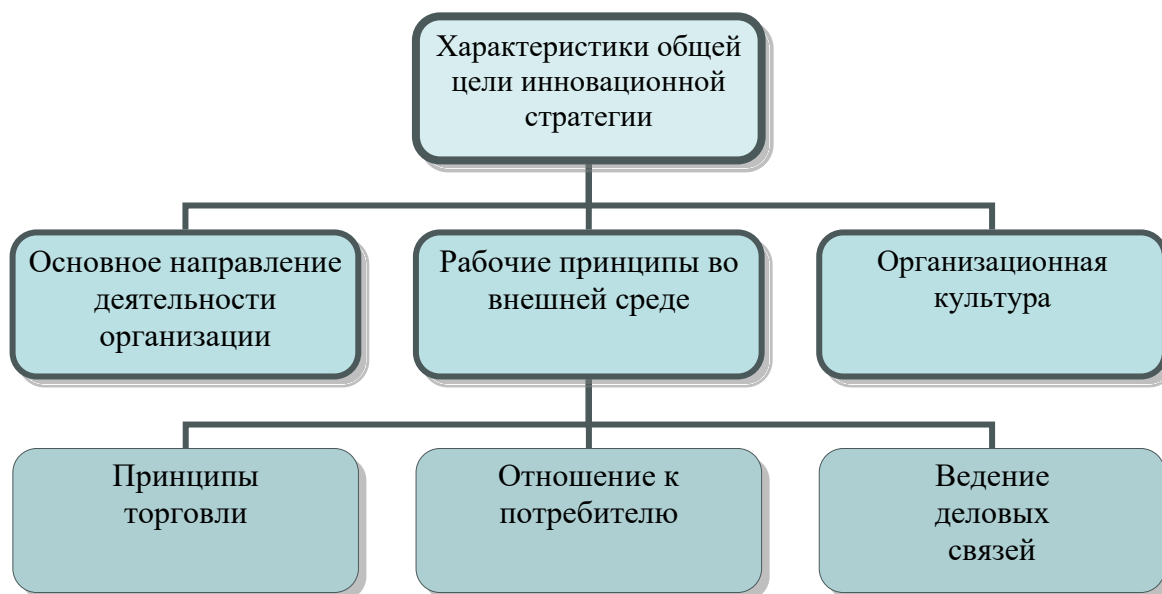 Характеристики общей
цели инновационной
стратегии
Основное направление
деятельности
организации
Рабочие принципы во
внешней среде
Организационная
культура
Принципы
торговли
Отношение к
потребителю
Ведение
деловых
связей